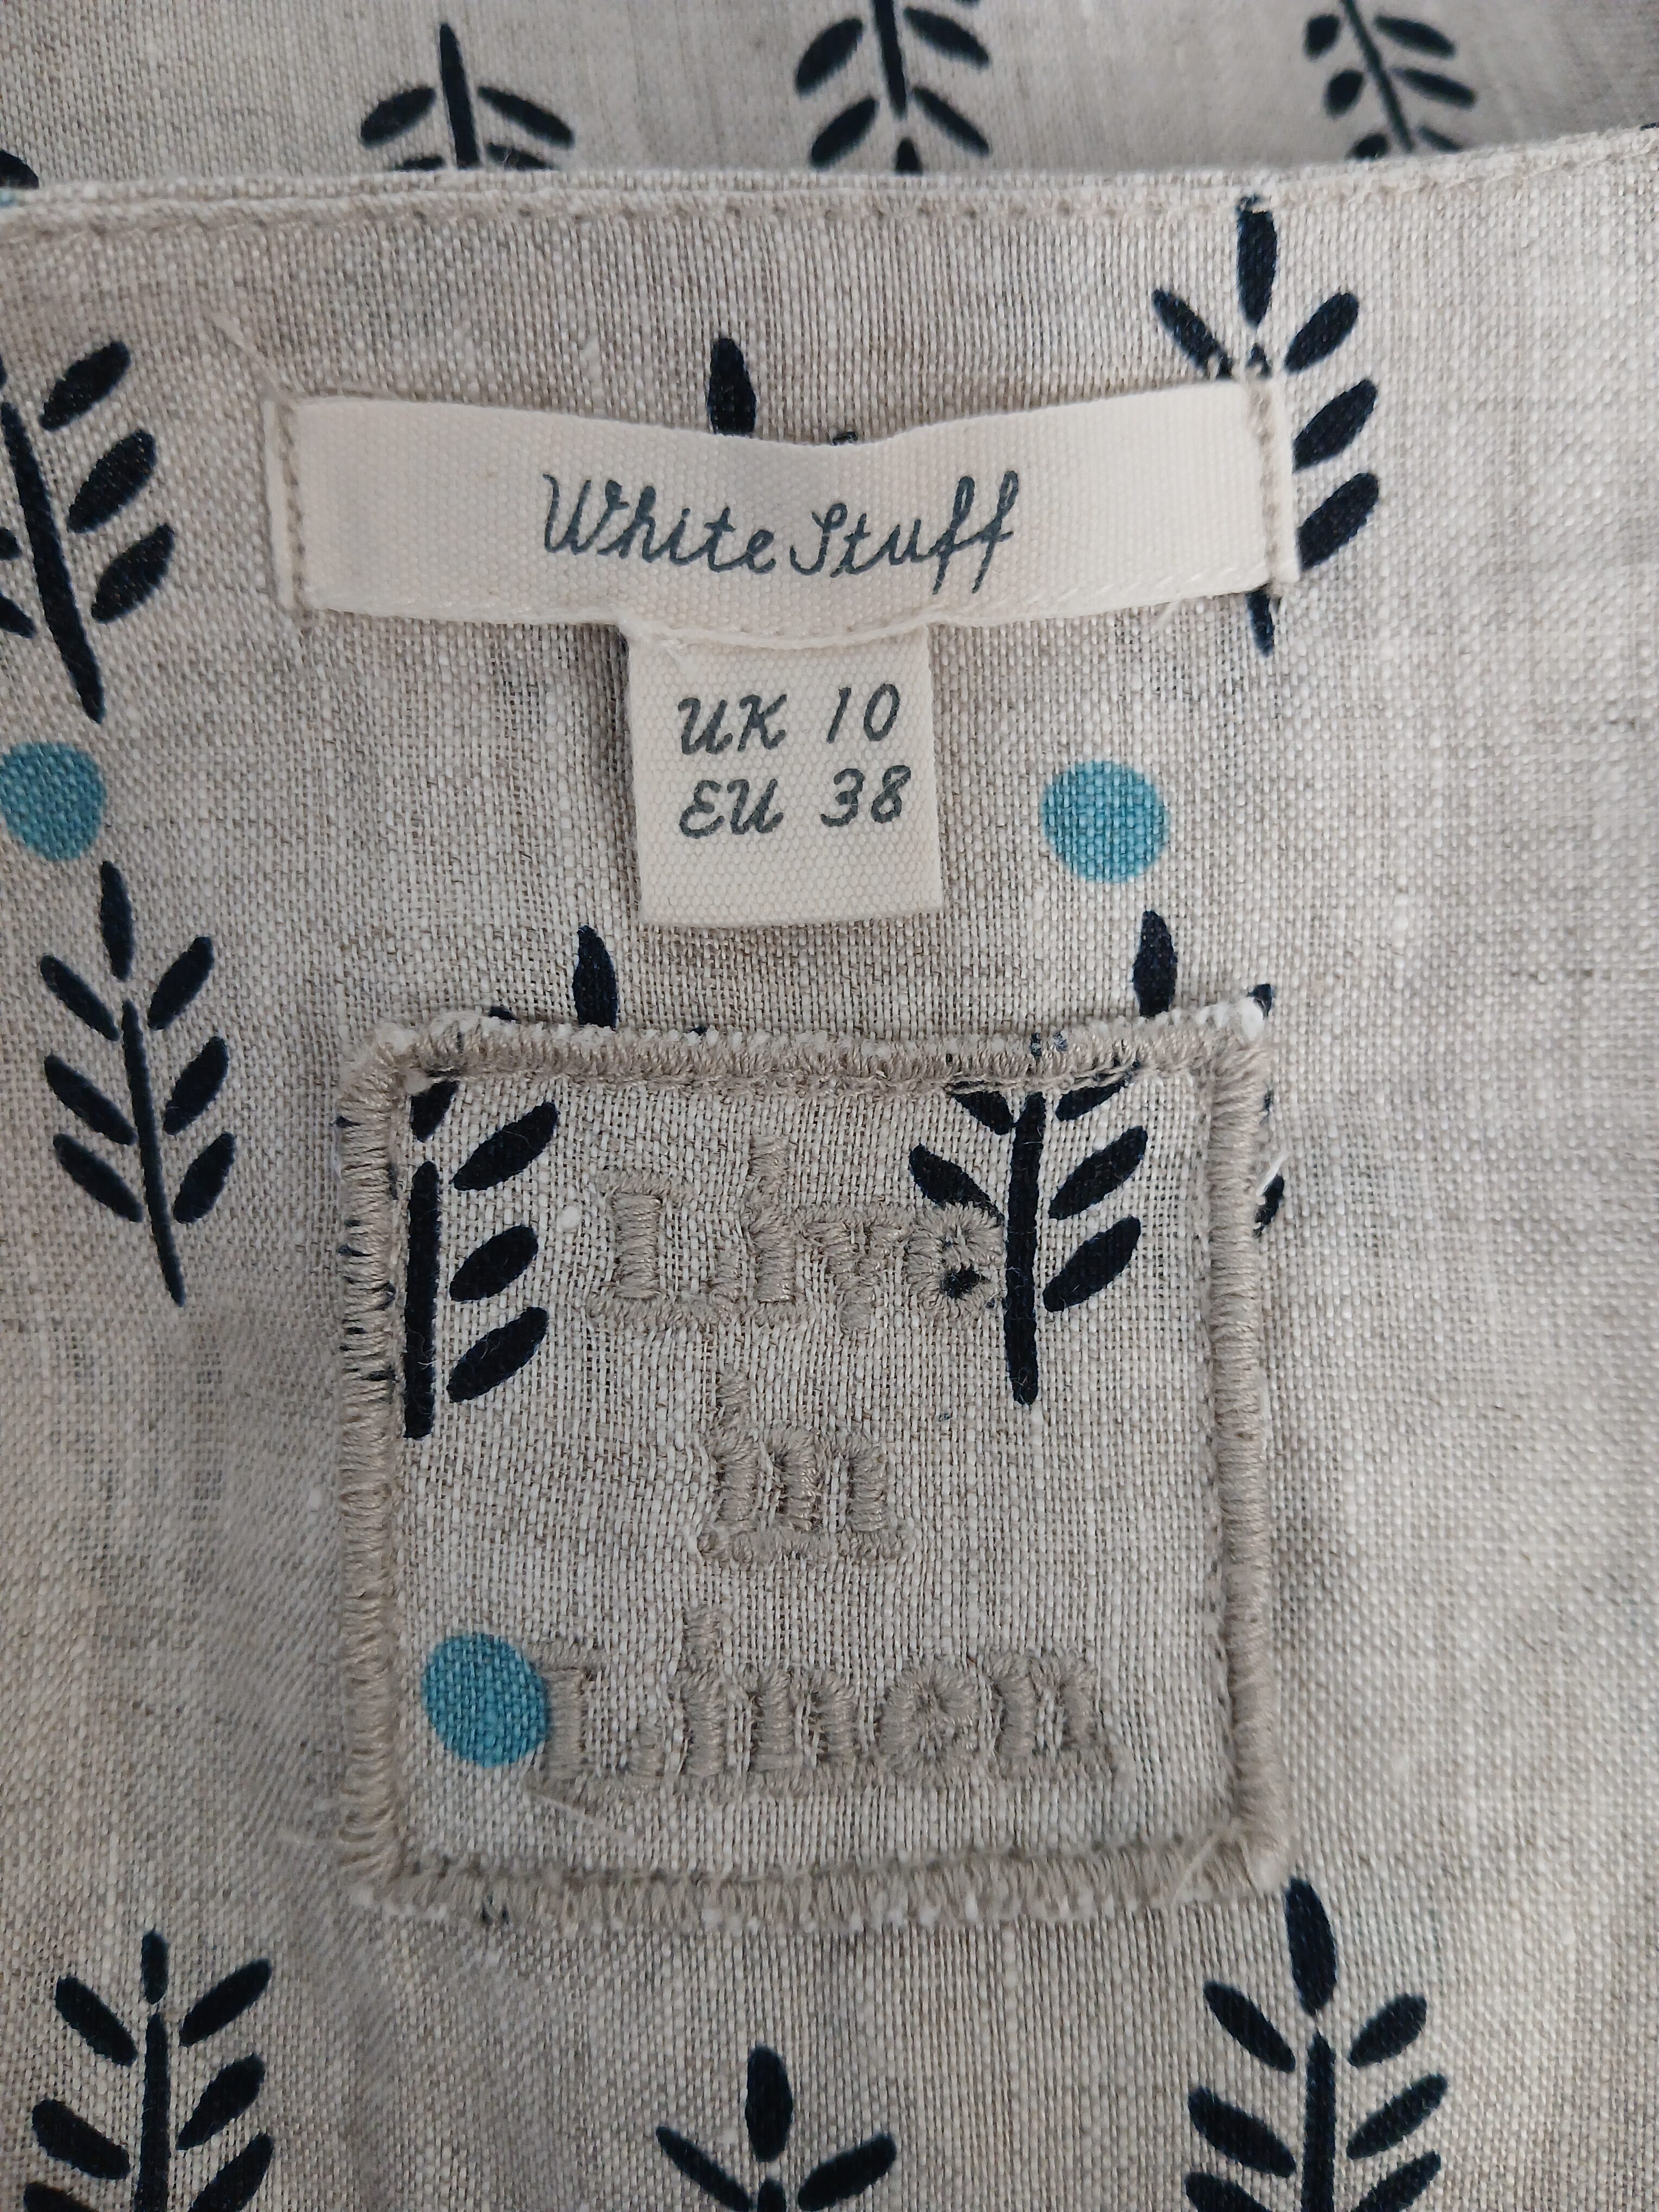 White Stuff
UK 10
EU 38
Live
in
Linen